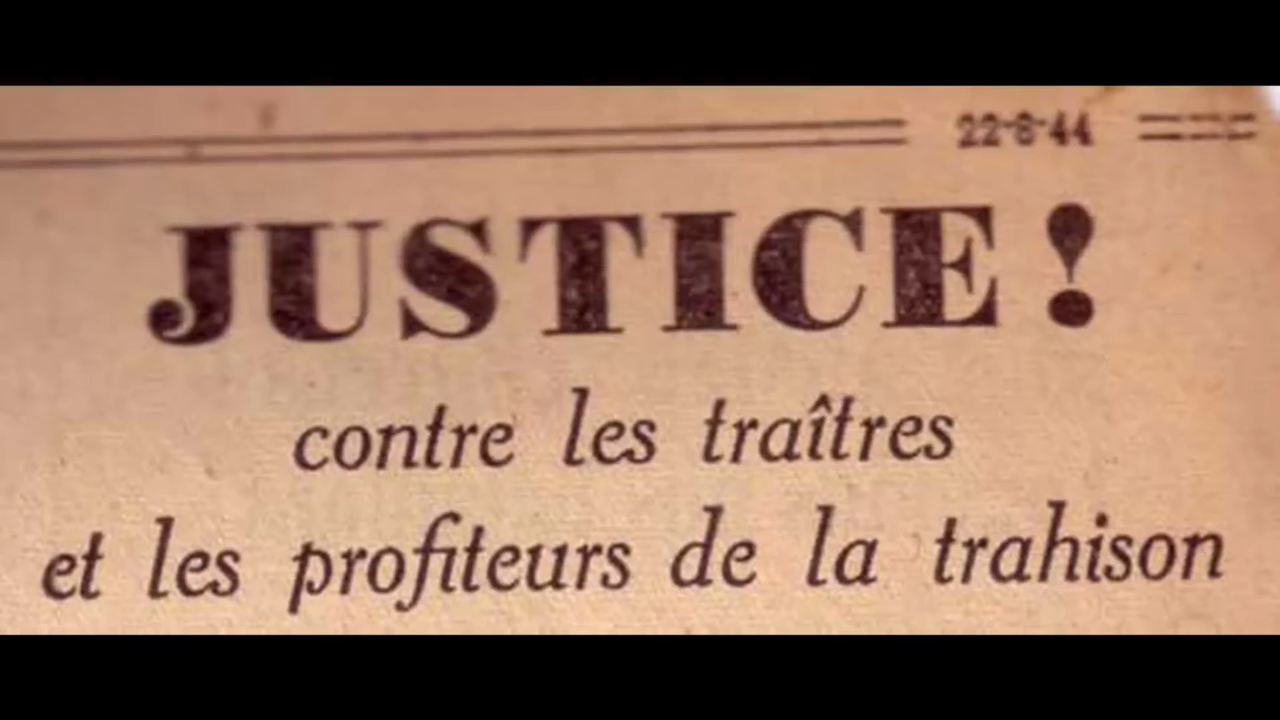 22-8-44
JUSTICE !
contre les traîtres
et les profiteurs de la trahison